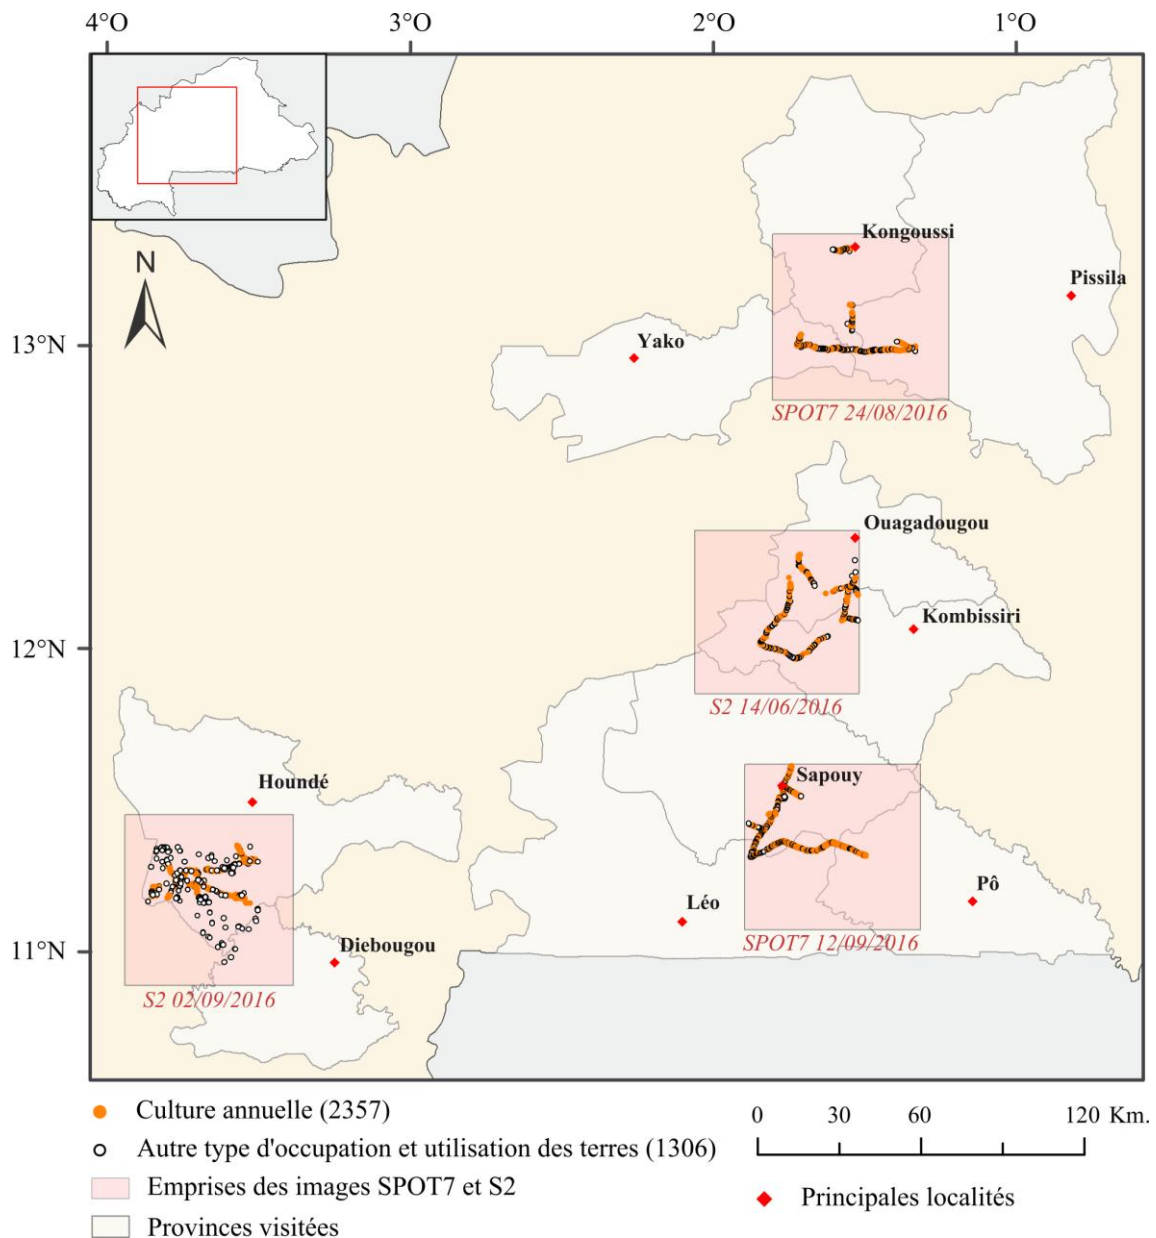 4°O 3°O 2°O 1°O
N
Kongoussi
Pissila
13°N
Yako
SPOT7 24/08/2016
Ouagadougou
Kombissiri
12°N
S2 14/06/2016
Houndé
Sapouy
Léo
Pô
Diebougou
SPOT7 12/09/2016
11°N
S2 02/09/2016
Culture annuelle (2357)
Autre type d'occupation et utilisation des terres (1306)
Emprises des images SPOT7 et S2
Provinces visitées
0 30 60 120 Km.
Principales localités